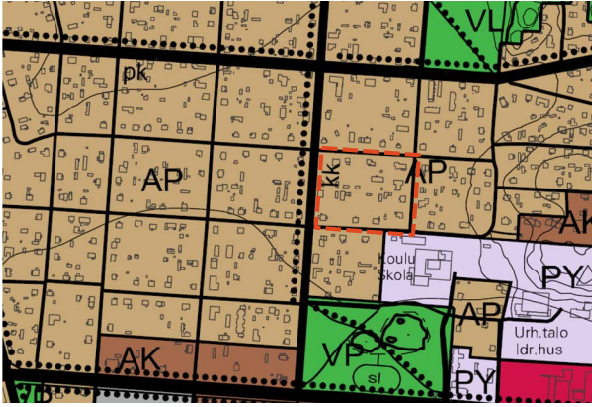 VL
pk
kk
AP
AP
AK
Koulu
Skola
PY
AP
Urh.talo
Idr.hus
AK
VP
sl
PY